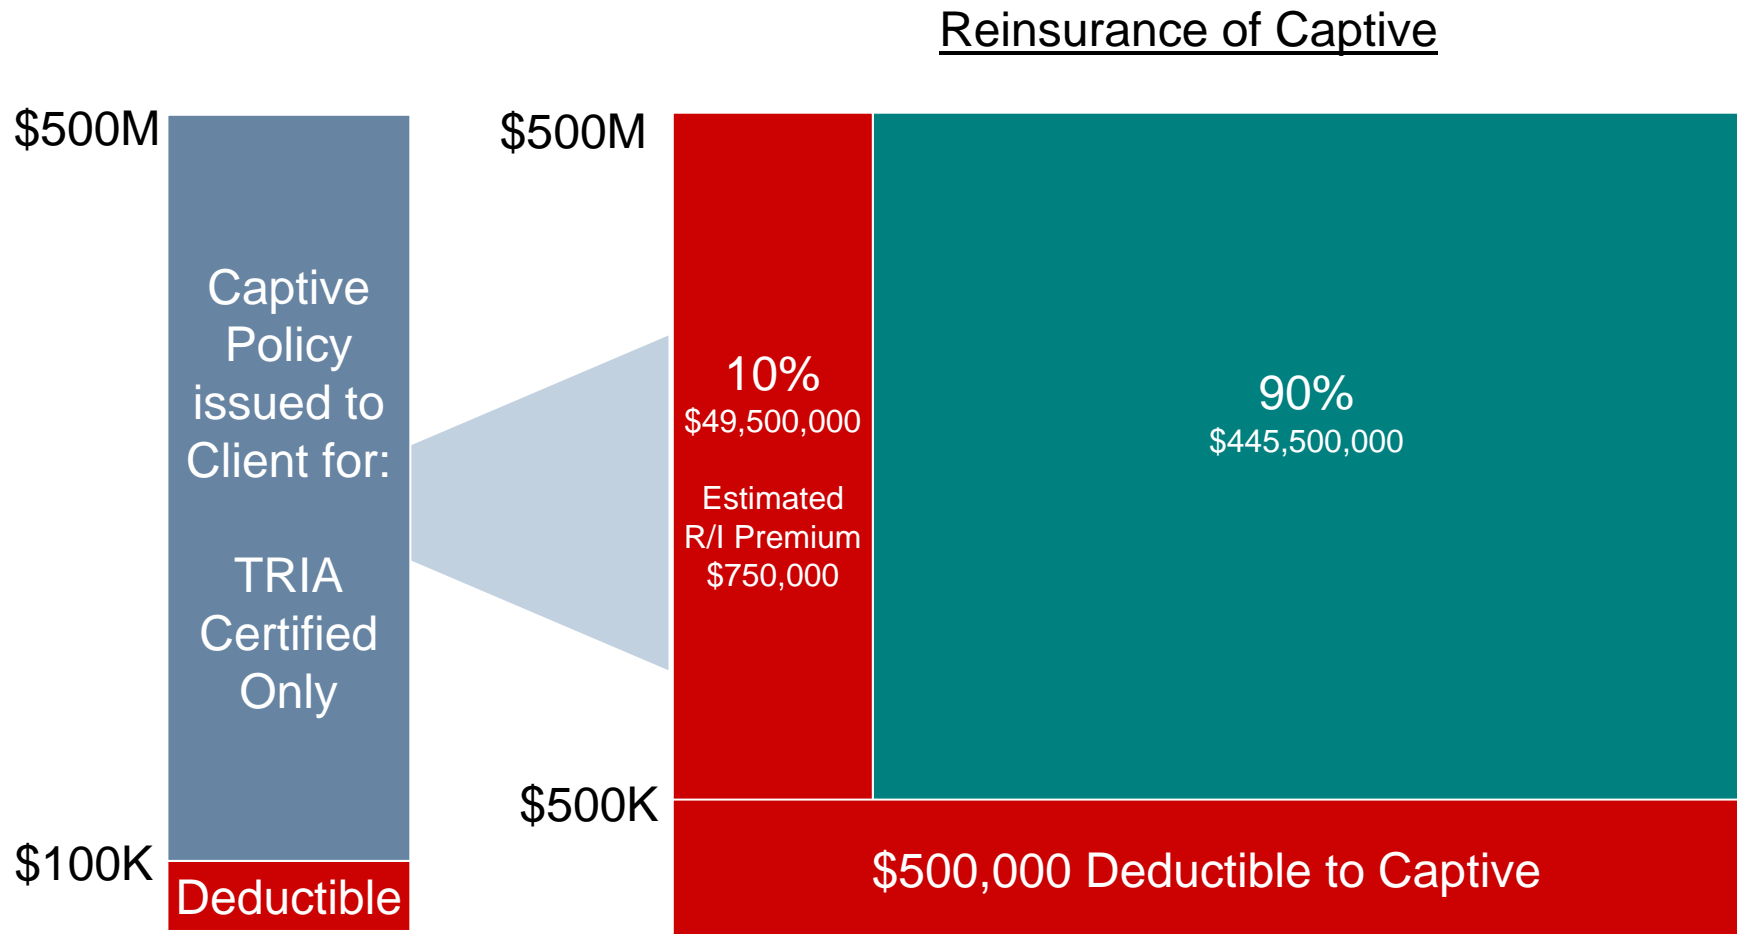 Reinsurance of Captive
$500M
Captive
Policy
issued to
Client for:
TRIA
Certified
Only
$100K
Deductible
$500M
10%
$49,500,000
Estimated
R/I Premium
$750,000
90%
$445,500,000
$500K
$500,000 Deductible to Captive